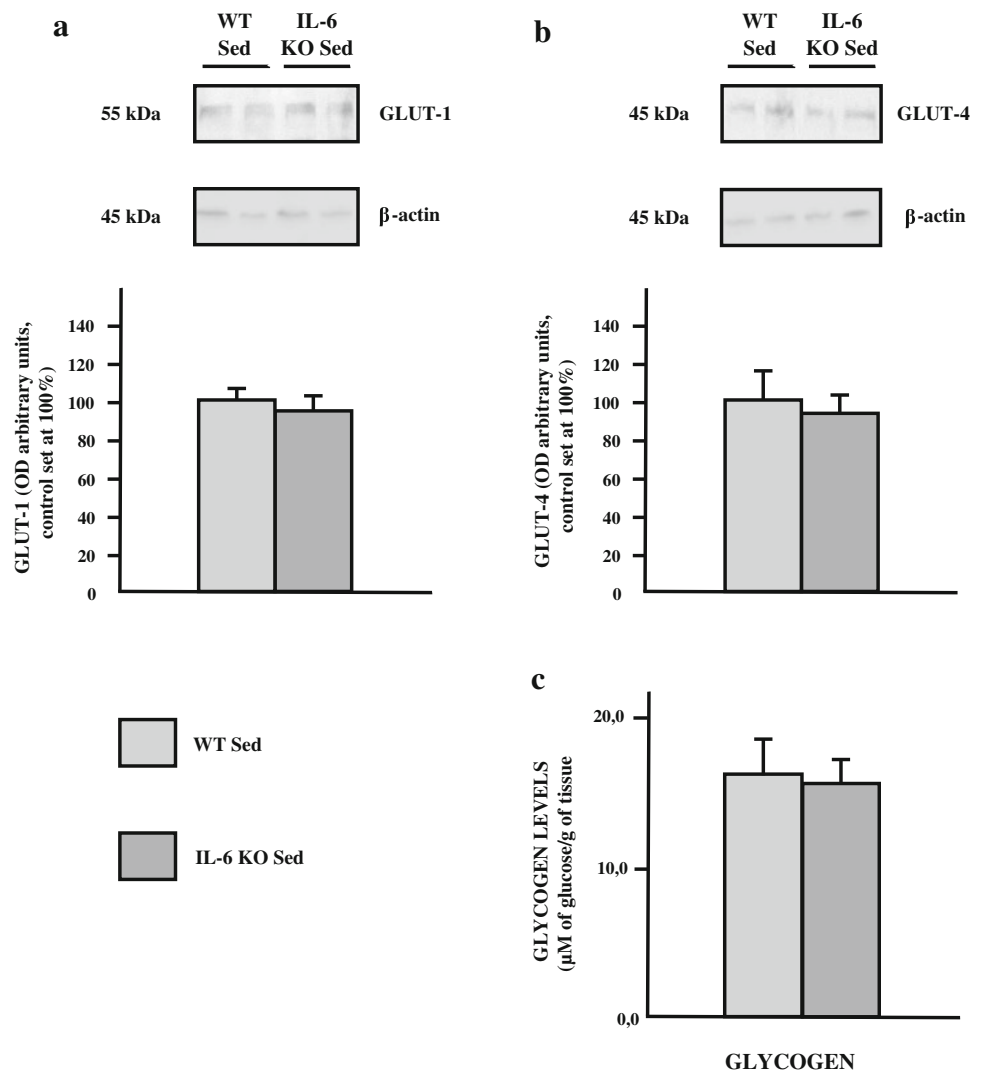 a
WT
Sed
IL-6
KO Sed
55 kDa
GLUT-1
45 kDa
β-actin
GLUT-1 (OD arbitrary units,
control set at 100%)
140
120
100
80
60
40
20
0
b
WT
Sed
IL-6
KO Sed
45 kDa
GLUT-4
45 kDa
β-actin
GLUT-4 (OD arbitrary units,
control set at 100%)
140
120
100
80
60
40
20
0
WT Sed
IL-6 KO Sed
c
GLYCOGEN LEVELS
(µM of glucose/g of tissue
20,0
10,0
0,0
GLYCOGEN